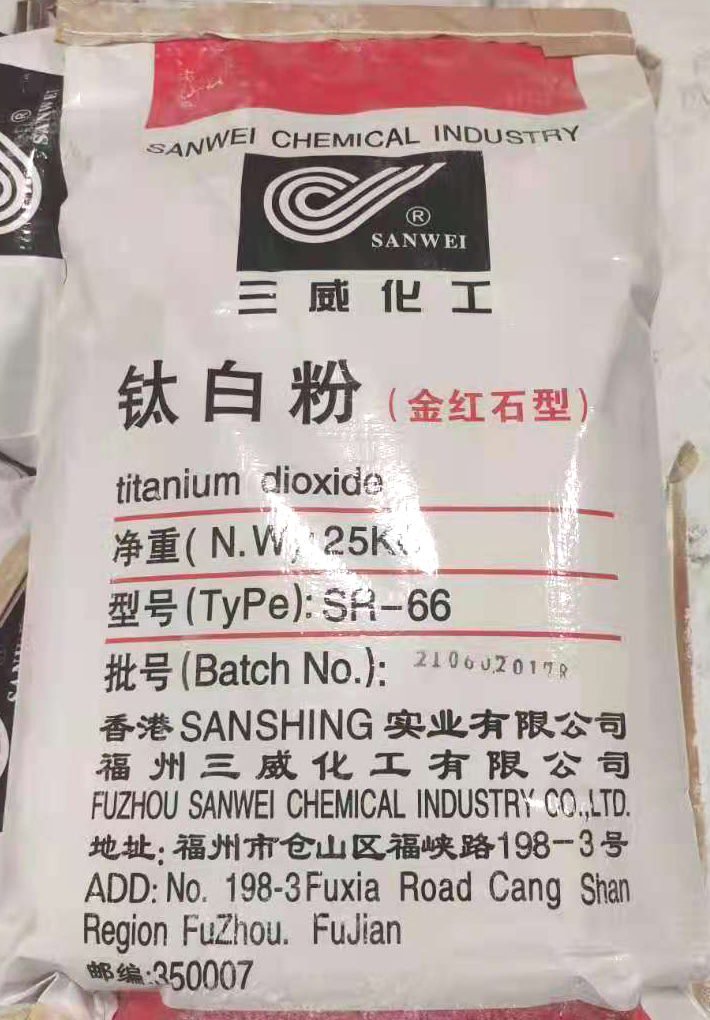 SANWEI CHEMICAL INDUSTRY
®
SANWEI
三威化工
钛白粉(金红石型)
titanium dioxide
净重(N.W): 25KG
型号(TyPe): SR-66
批号(Batch No.):
香港SANSHING实业有限公司
福州三威化工有限公司
FUZHOU SANWEI CHEMICAL INDUSTRY CO.,LTD.
地址:福州市仓山区福峡路198-3号
ADD: No. 198-3 Fuxia Road Cang Shan
Region FuZhou. FuJian
邮编:350007
SANWEI